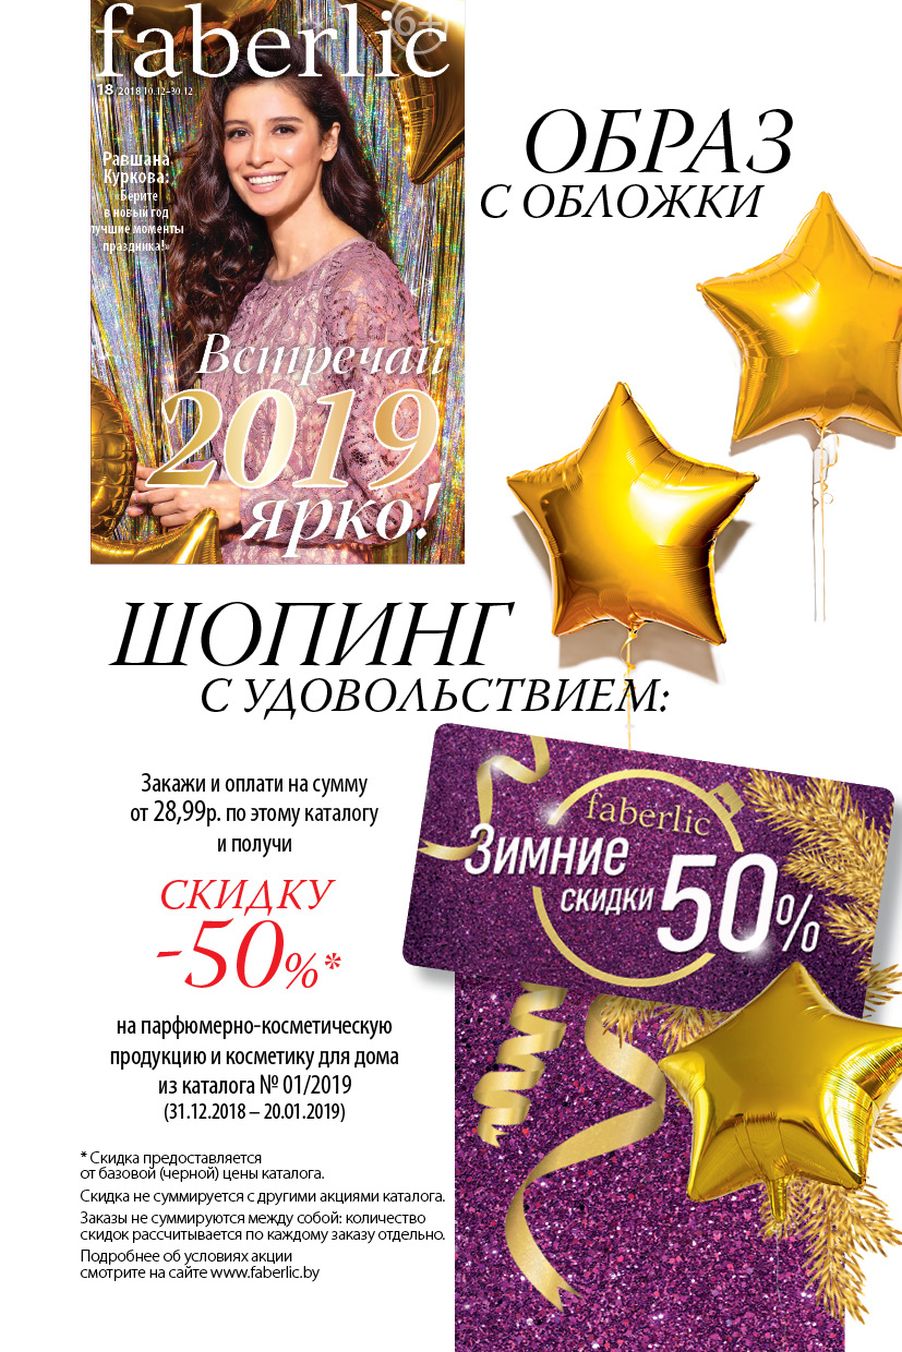 faberlic
6+
18 2018 10.12-30.12
Равшана
Куркова:
«Берите
в новый год
лучшие моменты
праздника!»
Встречай
2019
ярко!
ОБРАЗ
С ОБЛОЖКИ
ШОПИНГ
С УДОВОЛЬСТВИЕМ:
Закажи и оплати на сумму
от 28,99р. по этому каталогу
и получи
СКИДКУ
-50%*
на парфюмерно-косметическую
продукцию и косметику для дома
из каталога № 01/2019
(31.12.2018 – 20.01.2019)
faberlic
Зимние
скидки 50%
* Скидка предоставляется
от базовой (черной) цены каталога.
Скидка не суммируется с другими акциями каталога.
Заказы не суммируются между собой: количество
скидок рассчитывается по каждому заказу отдельно.
Подробнее об условиях акции
смотрите на сайте www.faberlic.by